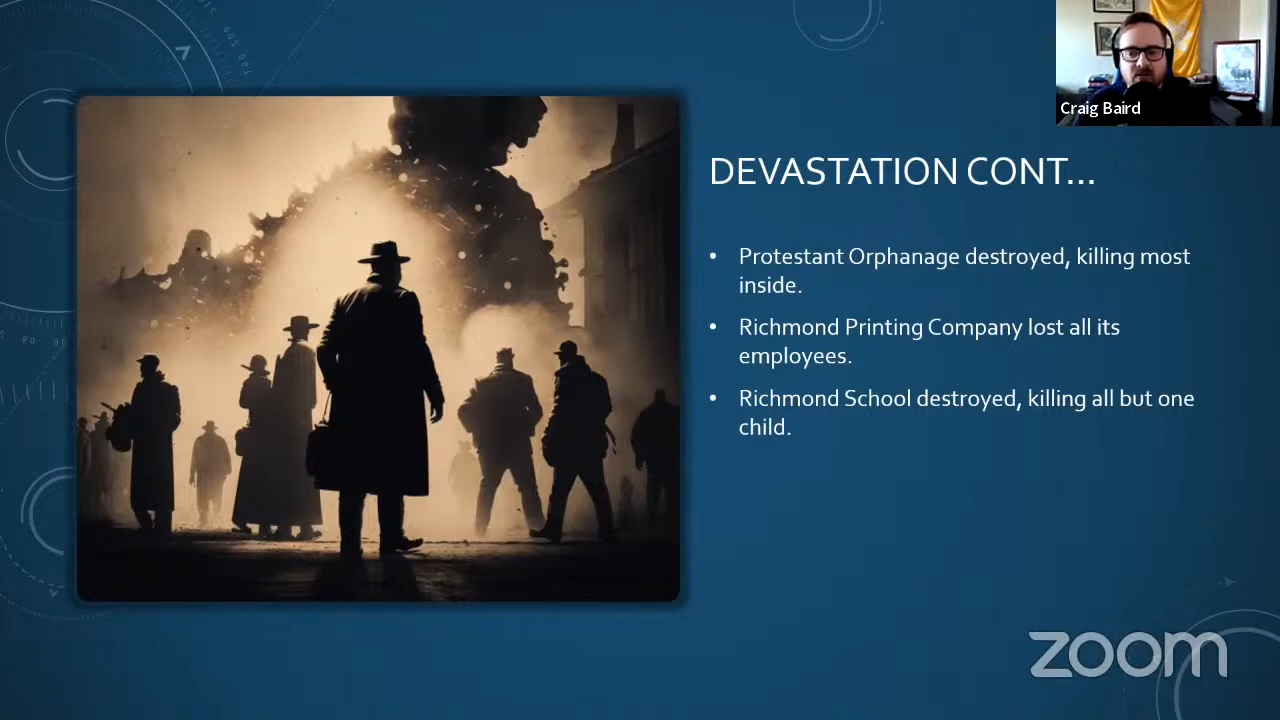 Craig Baird
DEVASTATION CONT...
• Protestant Orphanage destroyed, killing most
inside.
• Richmond Printing Company lost all its
employees.
• Richmond School destroyed, killing all but one
child.
zoom